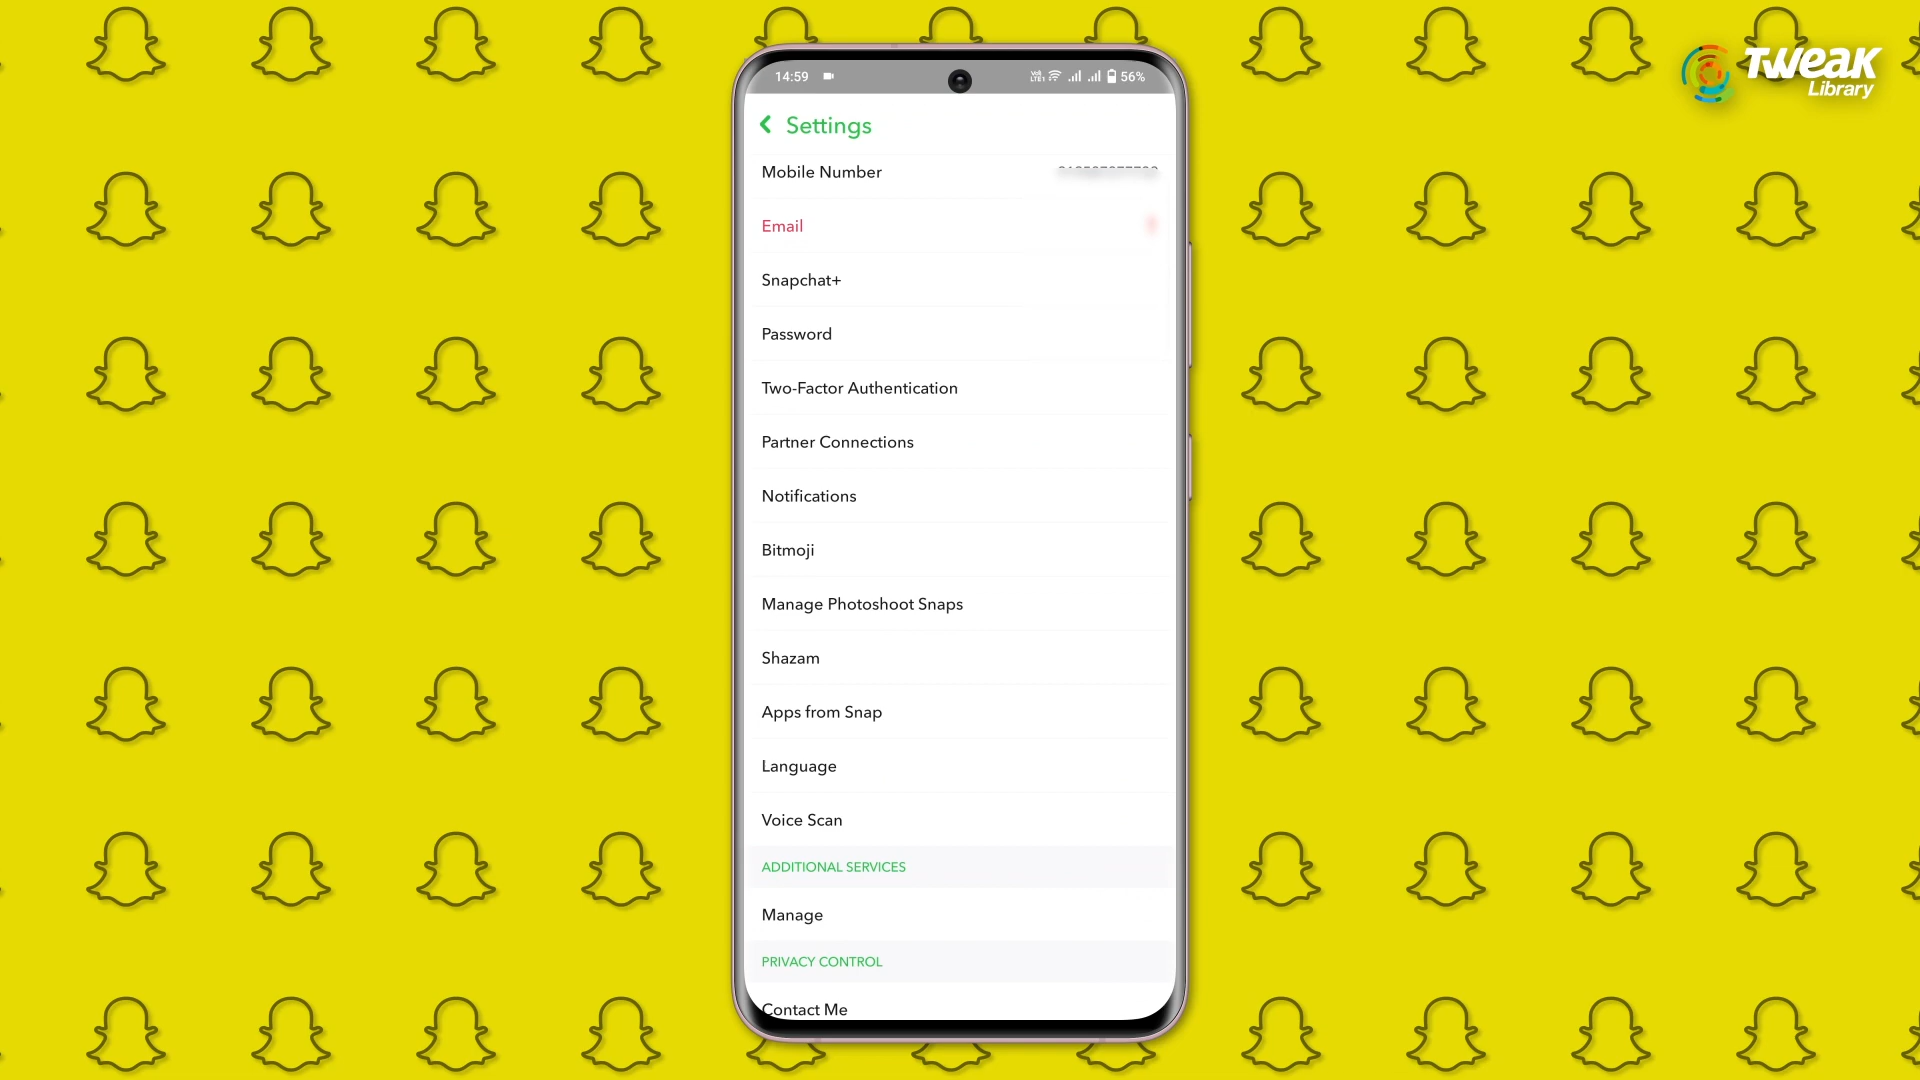 TWeaK
Library
14:59
56%
Settings
Mobile Number
Email
Snapchat+
Password
Two-Factor Authentication
Partner Connections
Notifications
Bitmoji
Manage Photoshoot Snaps
Shazam
Apps from Snap
Language
Voice Scan
ADDITIONAL SERVICES
Manage
PRIVACY CONTROL
Contact Me